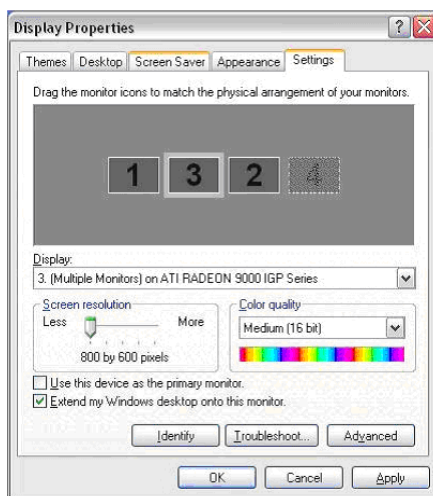 Display Properties
Themes Desktop Screen Saver Appearance Settings
Drag the monitor icons to match the physical arrangement of your monitors.
1 3 2 4
Display:
3. (Multiple Monitors) on ATI RADEON 9000 IGP Series
Screen resolution
Less More
800 by 600 pixels
Color quality
Medium (16 bit)
Use this device as the primary monitor.
Extend my Windows desktop onto this monitor.
Identify Troubleshoot... Advanced
OK Cancel Apply